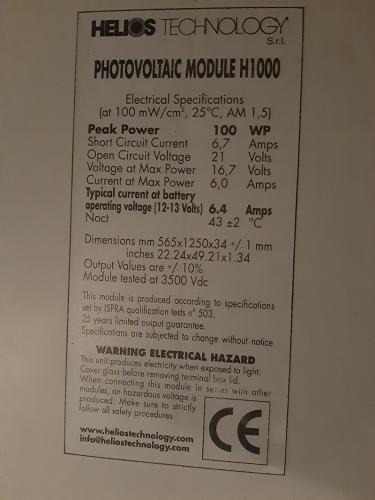 HELIOS TECHNOLOGY
S.r.l.
PHOTOVOLTAIC MODULE H1000
Electrical Specifications
(at 100 mW/cm², 25°C, AM 1,5)
Peak Power 100 WP
Short Circuit Current 6,7 Amps
Open Circuit Voltage 21 Volts
Voltage at Max Power 16,7 Volts
Current at Max Power 6,0 Amps
Typical current at battery
operating voltage (12-13 Volts) 6.4 Amps
Noct 43 ±2 °C
Dimensions mm 565x1250x34 +/. 1 mm
inches 22.24x49.21x1.34
Output Values are +/. 10%
Module tested at 3500 Vdc
This module is produced according to specifications
set by ISPRA qualification tests n° 503.
25 years limited output guarantee.
Specifications are subjected to change without notice
WARNING ELECTRICAL HAZARD
This unit produces electricity when exposed to light.
Cover glass before removing terminal box lid.
When connecting this module in series with other
modules, an hazardous voltage is
produced. Make sure to strictly
follow all safety procedures
www.heliostechnology.com
info@heliostechnology.com
CE